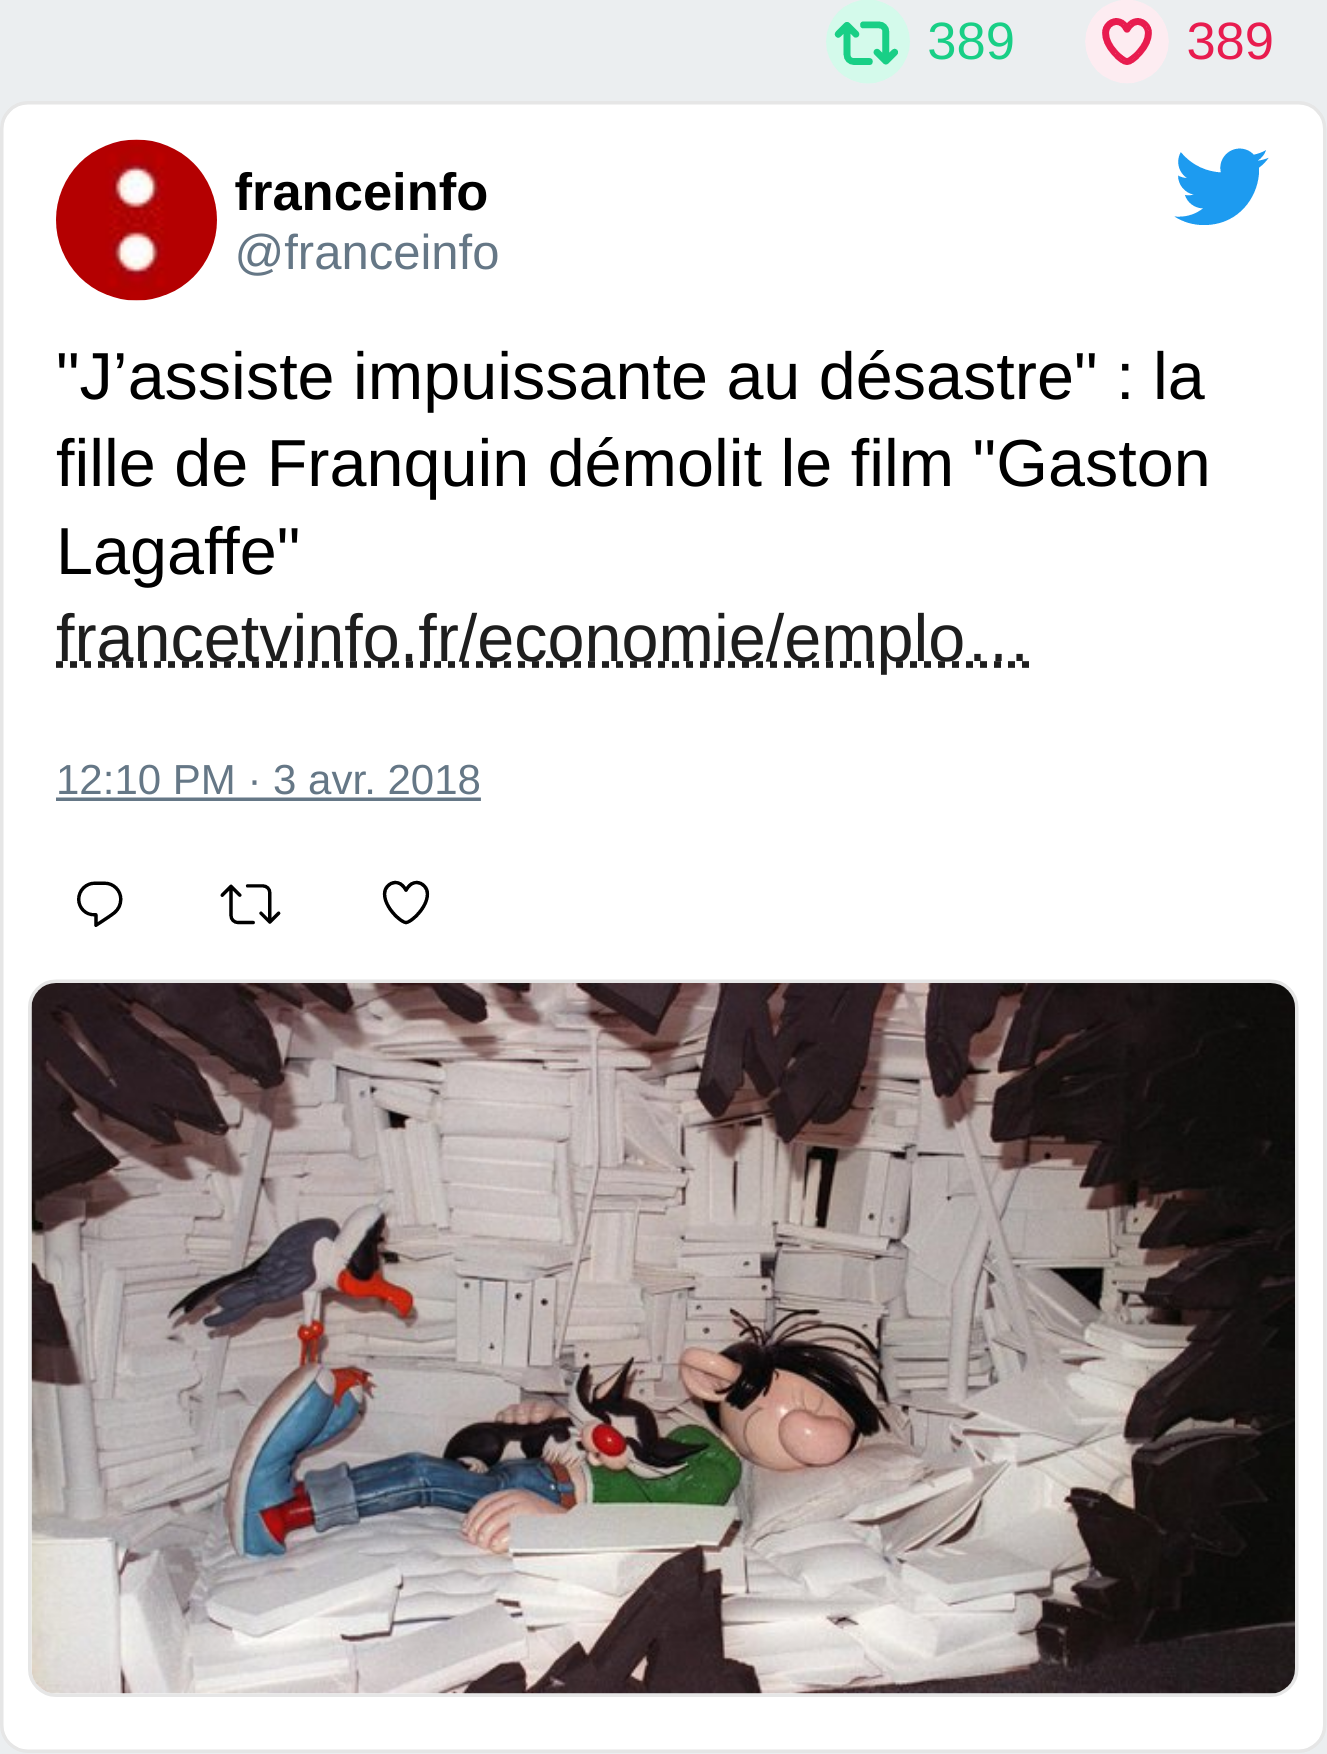 389 389
franceinfo
@franceinfo
"J’assiste impuissante au désastre" : la
fille de Franquin démolit le film "Gaston
Lagaffe"
francetvinfo.fr/economie/emplo…
12:10 PM · 3 avr. 2018